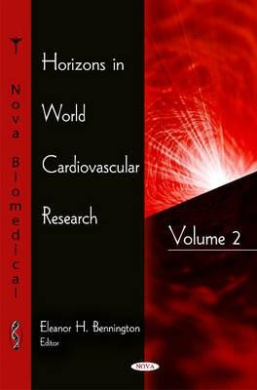 Nova Biomedical
Horizons in
World
Cardiovascular
Research
Volume 2
Eleanor H. Bennington
Editor
NOVA